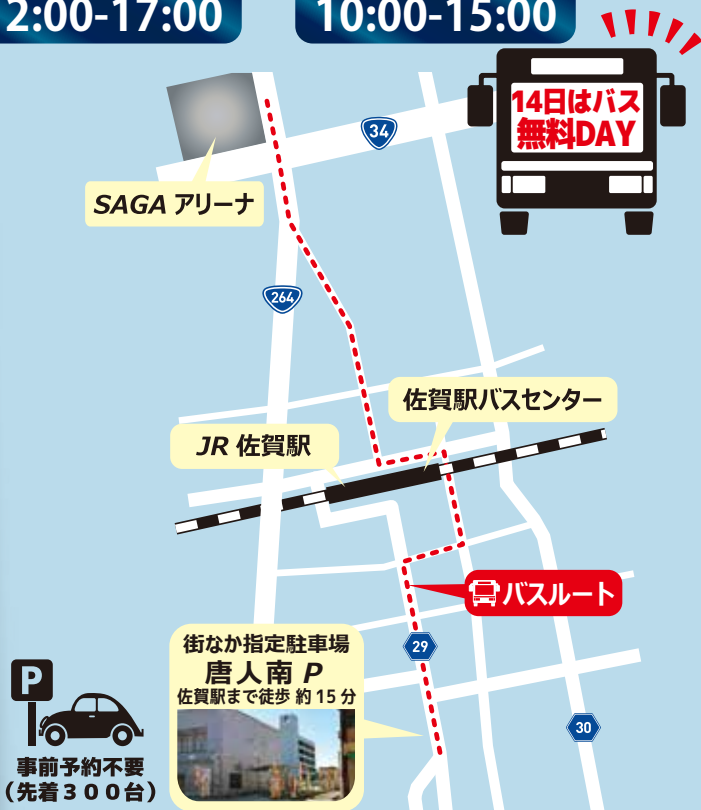 2:00-17:00
10:00-15:00
14日はバス
無料DAY
34
SAGA アリーナ
264
佐賀駅バスセンター
JR 佐賀駅
バスルート
街なか指定駐車場
唐人南 P
佐賀駅まで徒歩 約15分
29
30
P
事前予約不要
(先着300台)